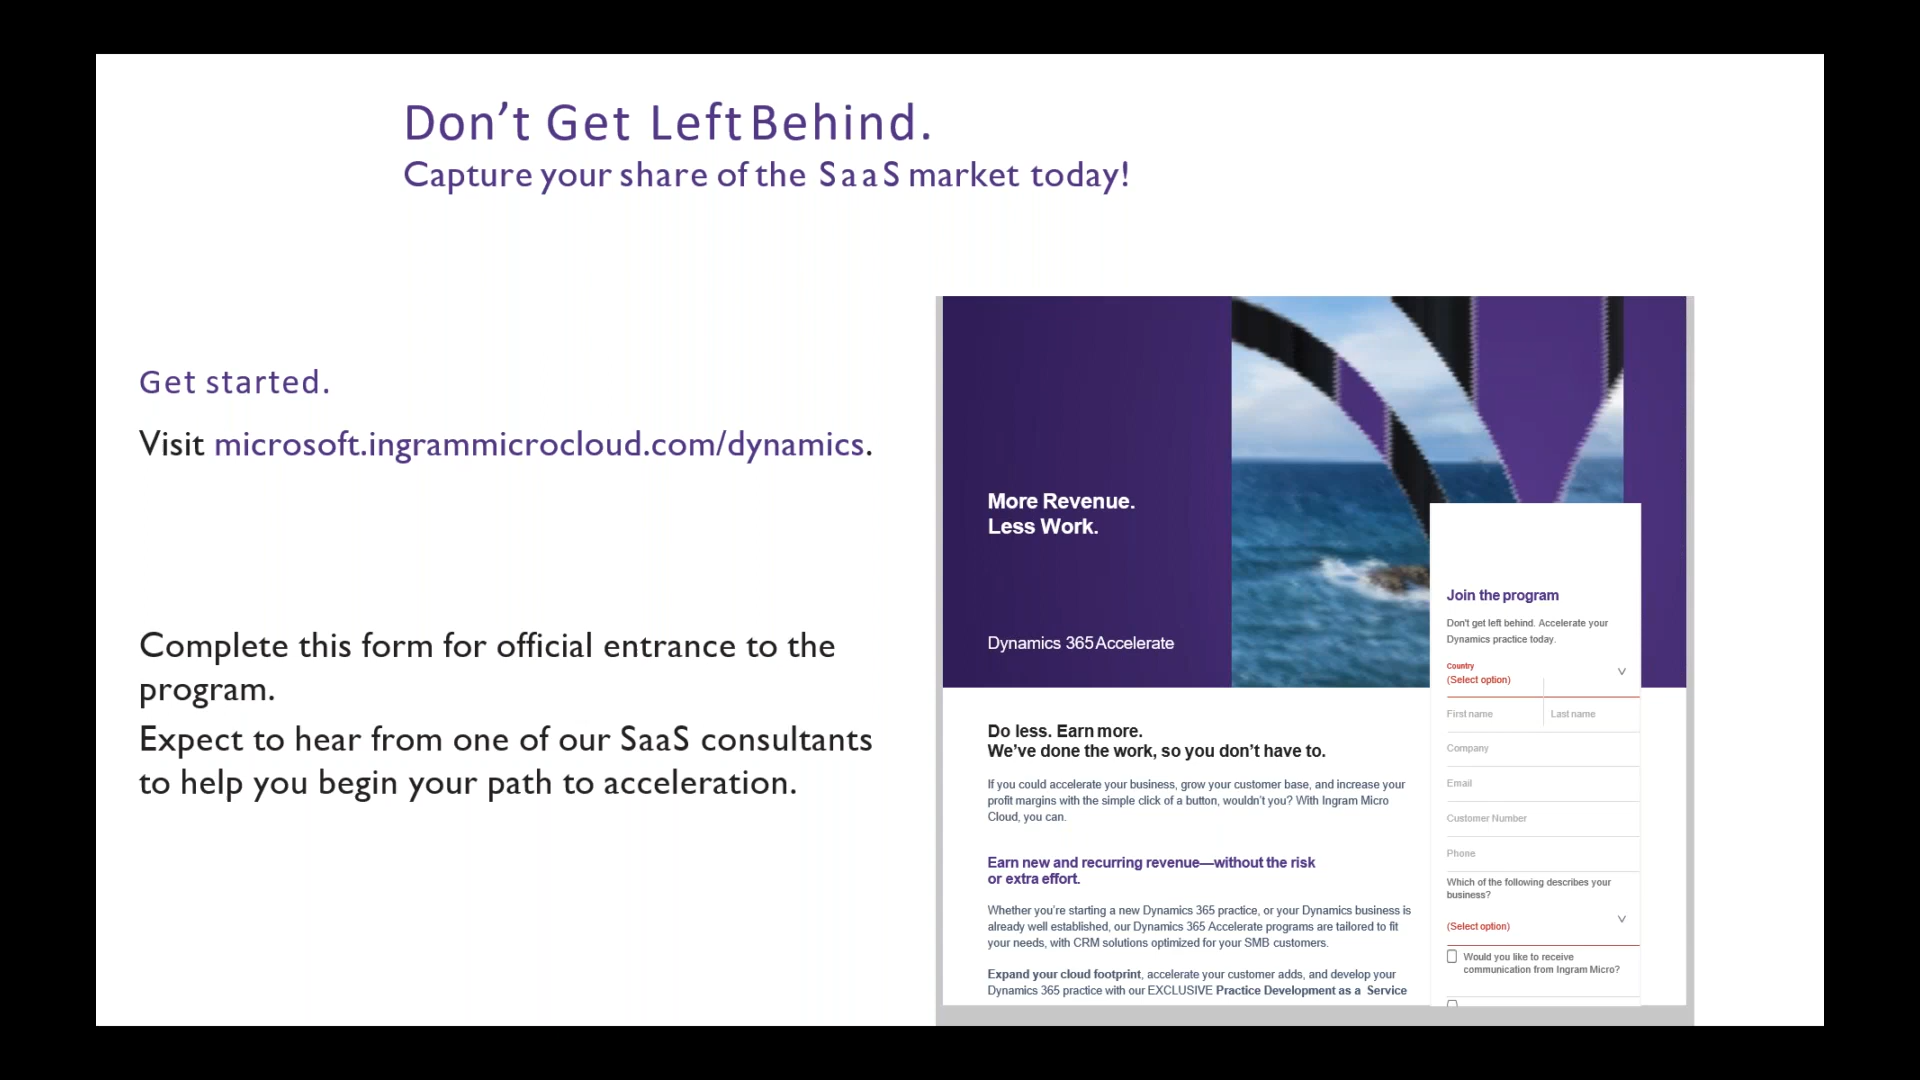 Don’t Get Left Behind.
Capture your share of the SaaS market today!
Get started.
Visit microsoft.ingrammicrocloud.com/dynamics.
Complete this form for official entrance to the
program.
Expect to hear from one of our SaaS consultants
to help you begin your path to acceleration.
More Revenue.
Less Work.
Dynamics 365 Accelerate
Do less. Earn more.
We’ve done the work, so you don’t have to.
If you could accelerate your business, grow your customer base, and increase your
profit margins with the simple click of a button, wouldn’t you? With Ingram Micro
Cloud, you can.
Earn new and recurring revenue—without the risk
or extra effort.
Whether you’re starting a new Dynamics 365 practice, or your Dynamics business is
already well established, our Dynamics 365 Accelerate programs are tailored to fit
your needs, with CRM solutions optimized for your SMB customers.
Expand your cloud footprint, accelerate your customer adds, and develop your
Dynamics 365 practice with our EXCLUSIVE Practice Development as a Service
Join the program
Don't get left behind. Accelerate your
Dynamics practice today.
Country
(Select option)
First name Last name
Company
Email
Customer Number
Phone
Which of the following describes your
business?
(Select option)
Would you like to receive
communication from Ingram Micro?